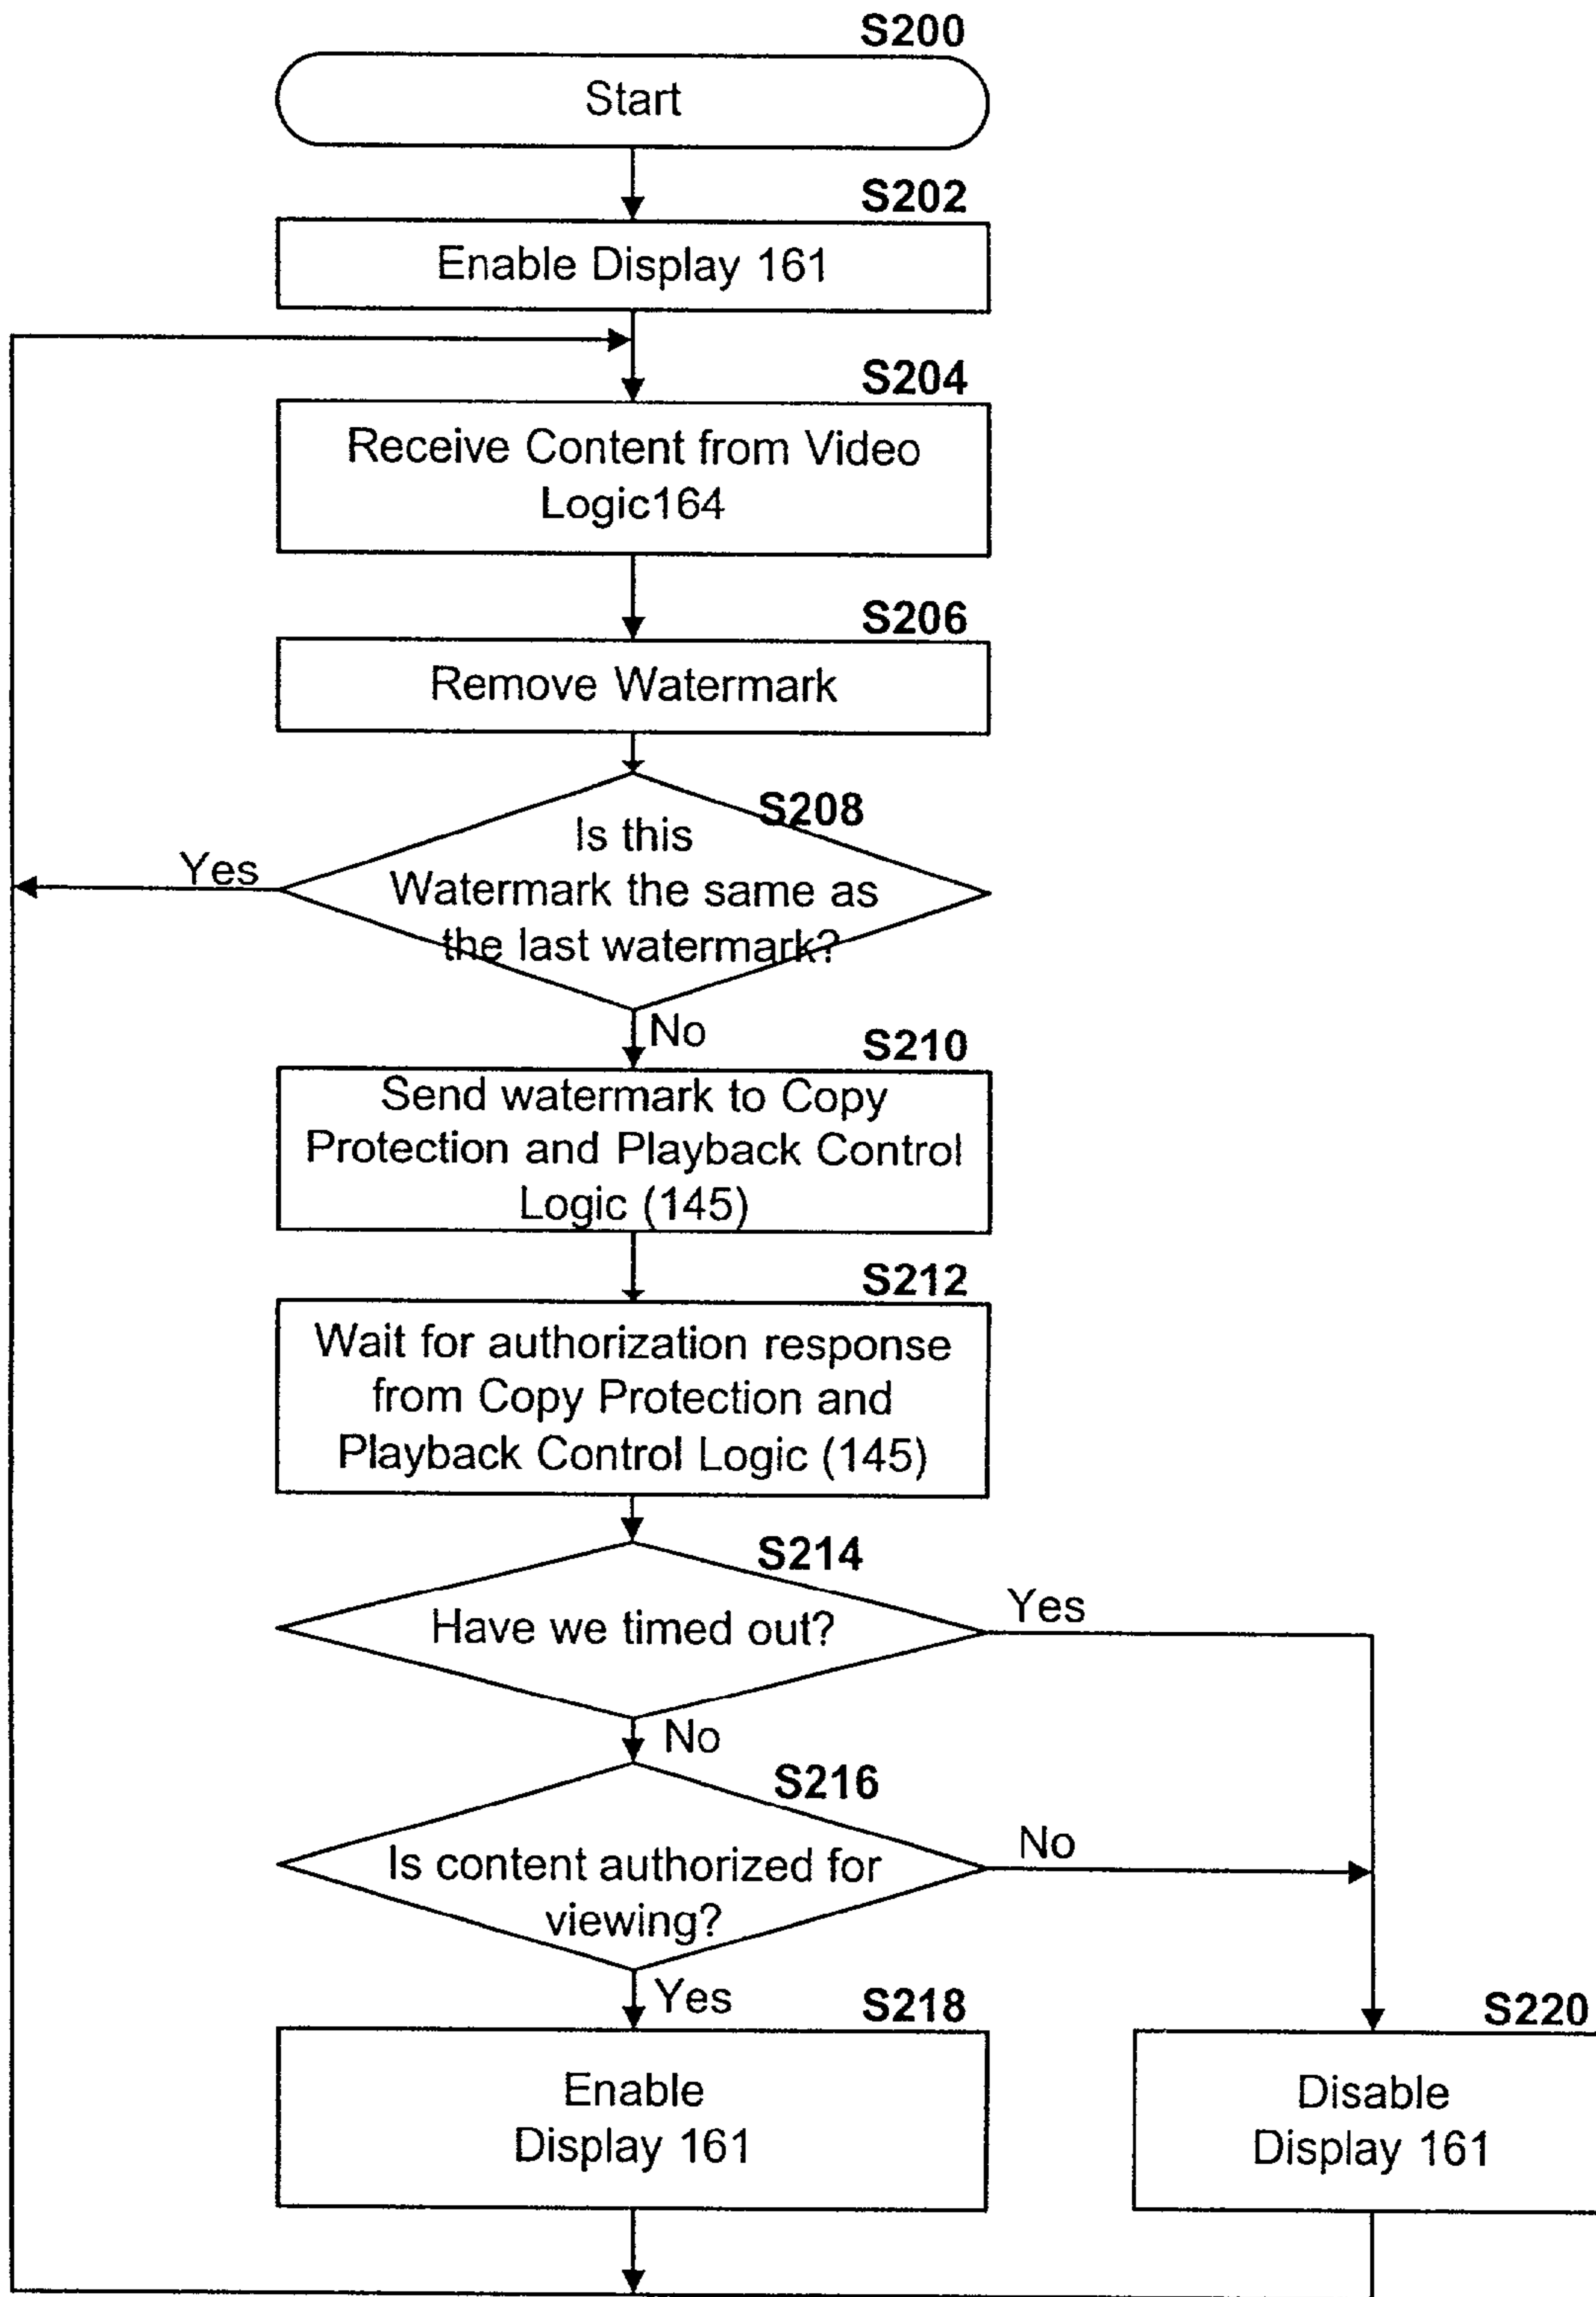 S200
Start
S202
Enable Display 161
S204
Receive Content from Video
Logic164
S206
Remove Watermark
S208
Is this
Watermark the same as
the last watermark?
Yes
No
S210
Send watermark to Copy
Protection and Playback Control
Logic (145)
S212
Wait for authorization response
from Copy Protection and
Playback Control Logic (145)
S214
Have we timed out?
Yes
No
S216
Is content authorized for
viewing?
No
Yes
S218
Enable
Display 161
S220
Disable
Display 161